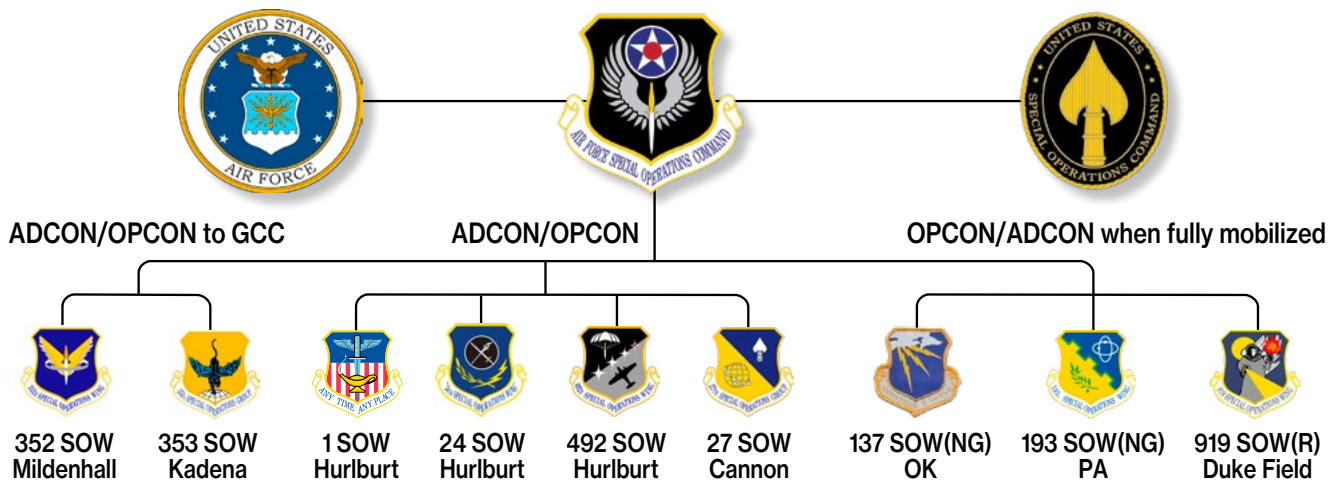 UNITED STATES
AIR FORCE
AIR FORCE SPECIAL OPERATIONS COMMAND
UNITED STATES
SPECIAL OPERATIONS COMMAND
ADCON/OPCON to GCC
ADCON/OPCON
OPCON/ADCON when fully mobilized
ANY TIME ANY PLACE
352 SOW
Mildenhall
353 SOW
Kadena
1 SOW
Hurlburt
24 SOW
Hurlburt
492 SOW
Hurlburt
27 SOW
Cannon
137 SOW(NG)
OK
193 SOW(NG)
PA
919 SOW(R)
Duke Field